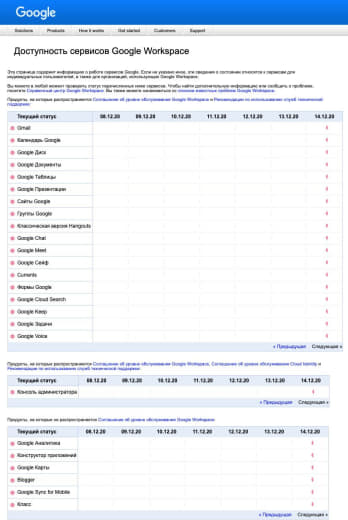 Google
Solutions Products How it works Get started Customers Support
Доступность сервисов Google Workspace
Эта страница содержит информацию о работе сервисов Google. Если не указано иное, эти сведения о состоянии относятся к сервисам для
индивидуальных пользователей, а также для организаций, использующих Google Workspace.
Вы можете в любой момент проверить статус перечисленных ниже сервисов. Чтобы найти дополнительную информацию или сообщить о проблеме,
посетите Справочный центр Google Workspace. Вы также можете ознакомиться со списком известных проблем Google Workspace.
Продукты, на которые распространяется Соглашение об уровне обслуживания Google Workspace и Рекомендации по использованию служб технической
поддержки:
Текущий статус 08.12.20 09.12.20 10.12.20 11.12.20 12.12.20 13.12.20 14.12.20
Gmail
Календарь Google
Google Диск
Google Документы
Google Таблицы
Google Презентации
Сайты Google
Группы Google
Классическая версия Hangouts
Google Chat
Google Meet
Google Сейф
Currents
Формы Google
Google Cloud Search
Google Keep
Google Задачи
Google Voice
« Предыдущая Следующая »
Продукты, на которые распространяется Соглашение об уровне обслуживания Google Workspace, Соглашение об уровне обслуживания Cloud Identity и
Рекомендации по использованию служб технической поддержки:
Текущий статус 08.12.20 09.12.20 10.12.20 11.12.20 12.12.20 13.12.20 14.12.20
Консоль администратора
« Предыдущая Следующая »
Продукты, на которые не распространяется Соглашение об уровне обслуживания Google Workspace:
Текущий статус 08.12.20 09.12.20 10.12.20 11.12.20 12.12.20 13.12.20 14.12.20
Google Аналитика
Конструктор приложений
Google Карты
Blogger
Google Sync for Mobile
Класс
« Предыдущая Следующая »